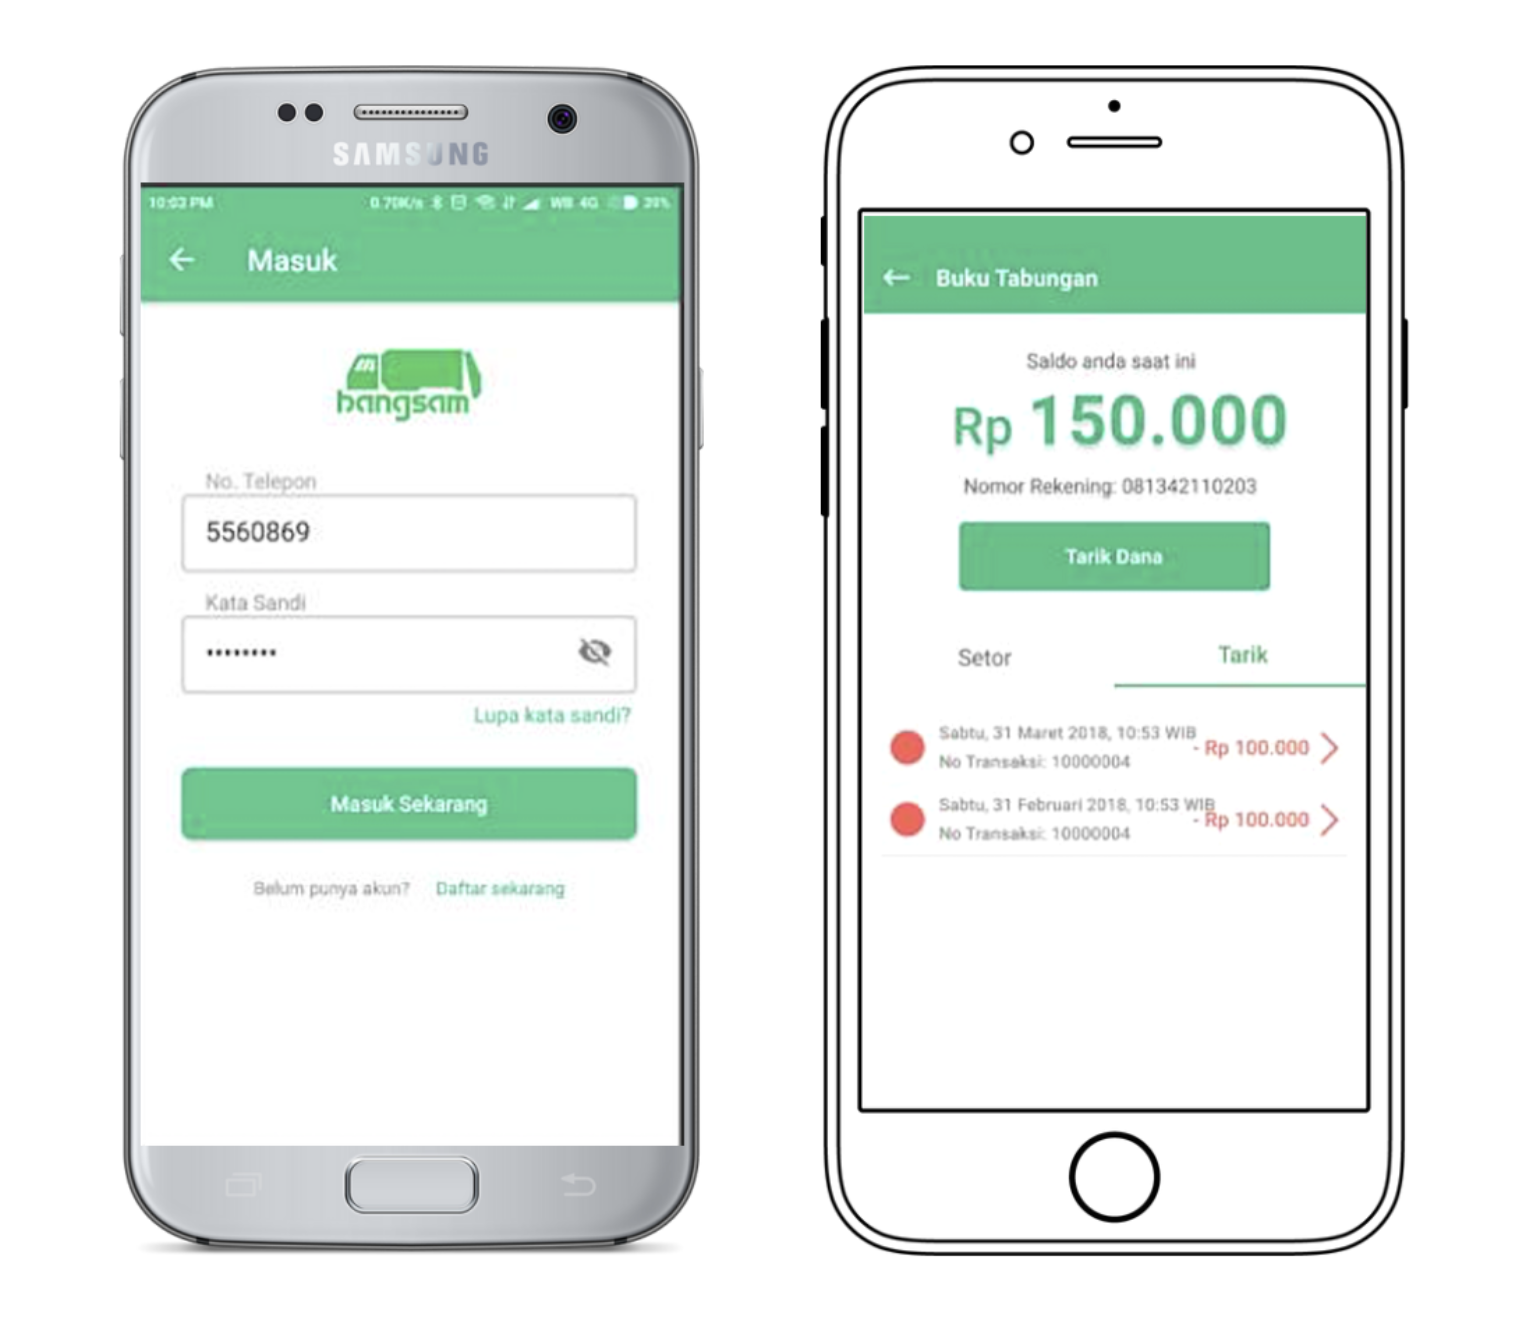 SAMSUNG
10:03 PM 0.70K/s WB 4G 39%
Masuk
bangsam
No. Telepon
5560869
Kata Sandi
••••••••
Lupa kata sandi?
Masuk Sekarang
Belum punya akun? Daftar sekarang
Buku Tabungan
Saldo anda saat ini
Rp 150.000
Nomor Rekening: 081342110203
Tarik Dana
Setor Tarik
Sabtu, 31 Maret 2018, 10:53 WIB
- Rp 100.000
No Transaksi: 10000004
Sabtu, 31 Februari 2018, 10:53 WIB
- Rp 100.000
No Transaksi: 10000004